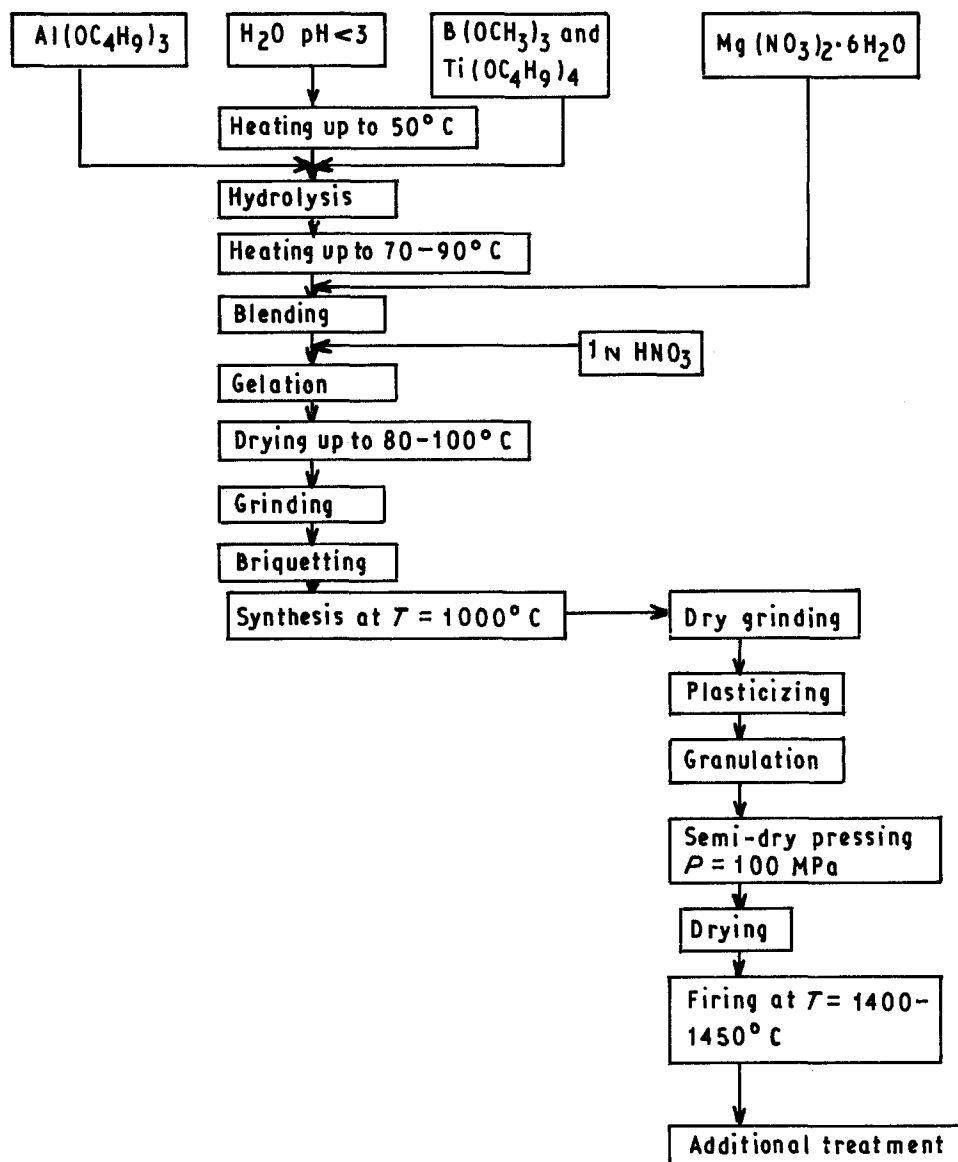 Al(OC4H9)3
H2O pH<3
B(OCH3)3 and
Ti(OC4H9)4
Mg(NO3)2·6H2O
Heating up to 50°C
Hydrolysis
Heating up to 70-90°C
Blending
1N HNO3
Gelation
Drying up to 80-100°C
Grinding
Briquetting
Synthesis at T = 1000°C
Dry grinding
Plasticizing
Granulation
Semi-dry pressing
P = 100 MPa
Drying
Firing at T = 1400-
1450°C
Additional treatment